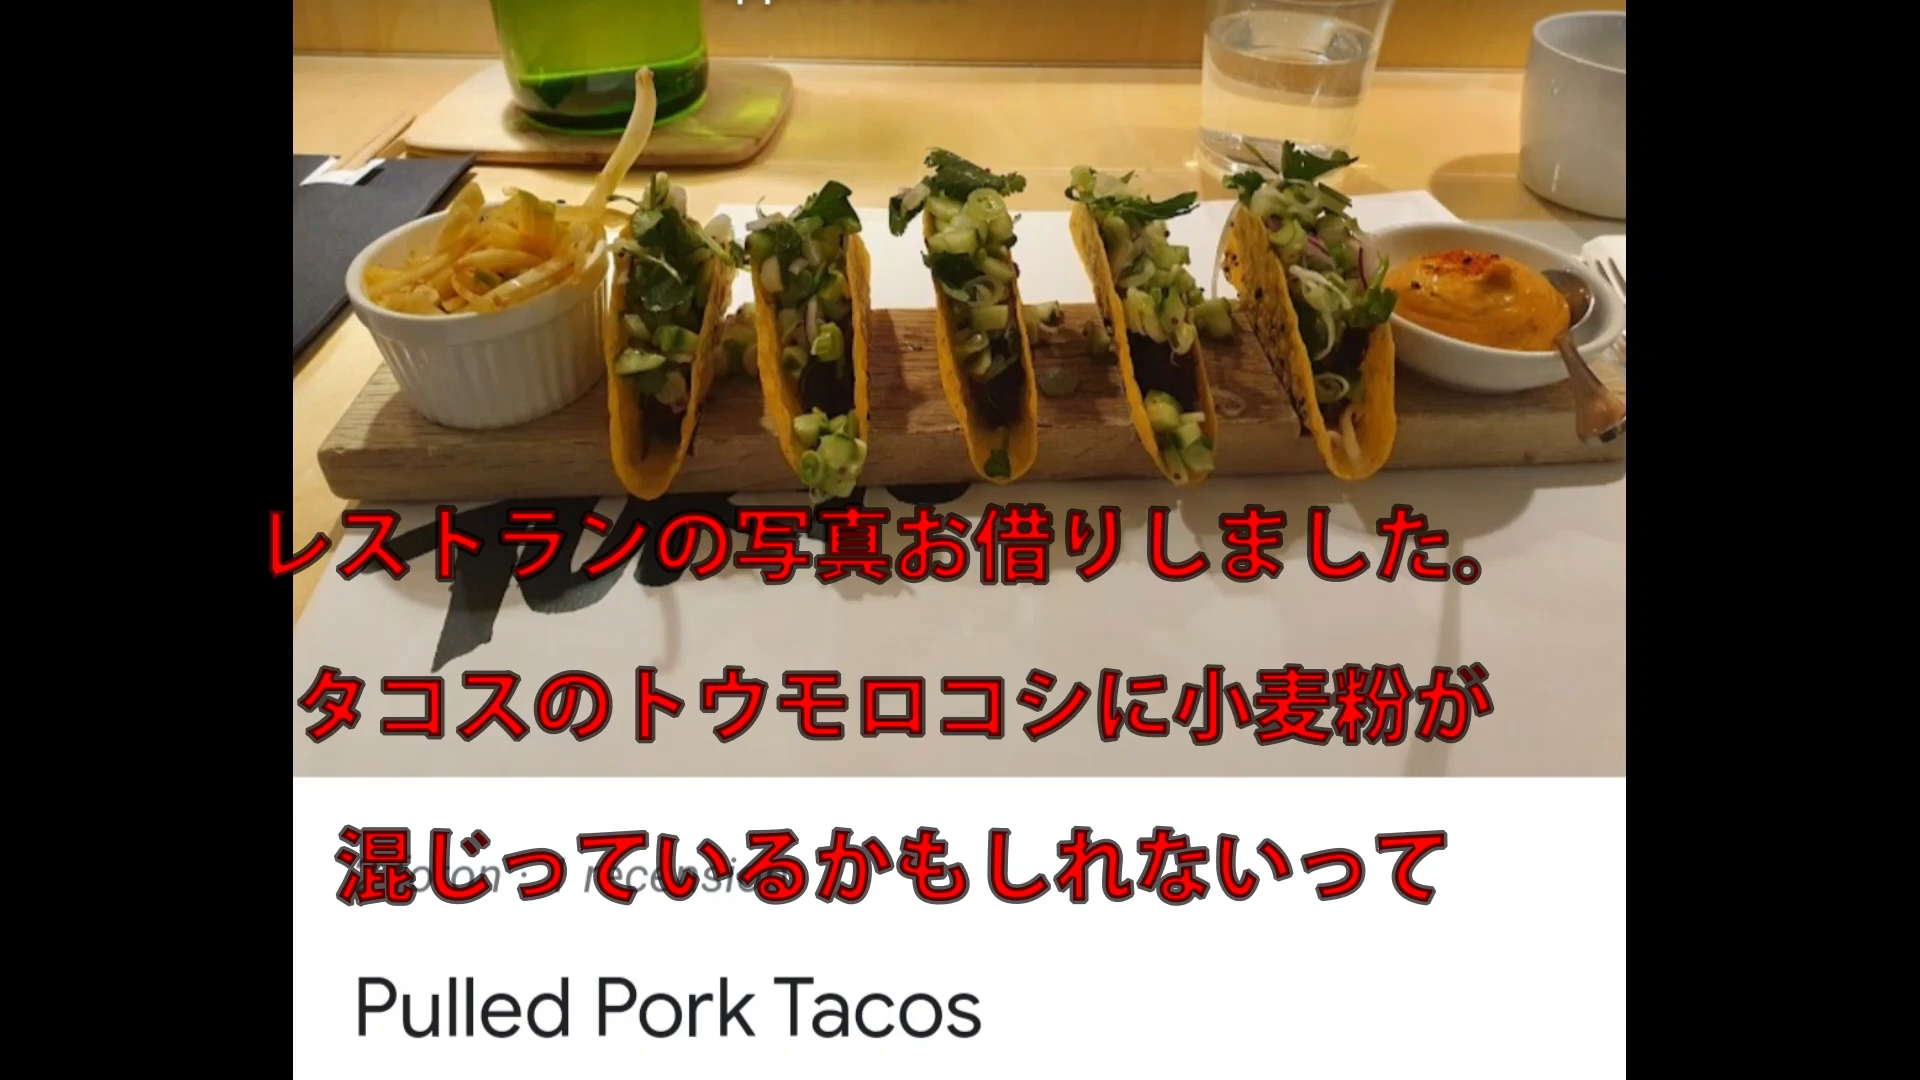 レストランの写真お借りしました。
タコスのトウモロコシに小麦粉が
混じっているかもしれないって
Pulled Pork Tacos